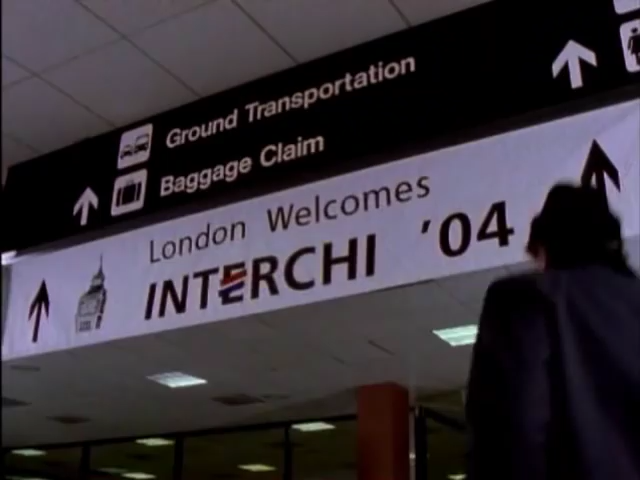 Ground Transportation
Baggage Claim
London Welcomes
INTERCHI '04